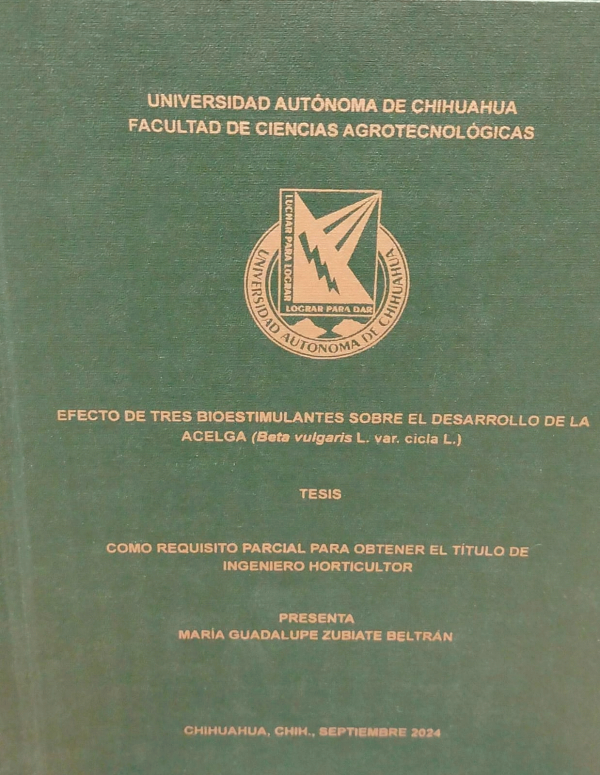 UNIVERSIDAD AUTÓNOMA DE CHIHUAHUA
FACULTAD DE CIENCIAS AGROTECNOLÓGICAS
LUCHAR PARA LOGRAR
LOGRAR PARA DAR
UNIVERSIDAD AUTONOMA DE CHIHUAHUA
EFECTO DE TRES BIOESTIMULANTES SOBRE EL DESARROLLO DE LA
ACELGA (Beta vulgaris L. var. cicla L.)
TESIS
COMO REQUISITO PARCIAL PARA OBTENER EL TÍTULO DE
INGENIERO HORTICULTOR
PRESENTA
MARÍA GUADALUPE ZUBIATE BELTRÁN
CHIHUAHUA, CHIH., SEPTIEMBRE 2024